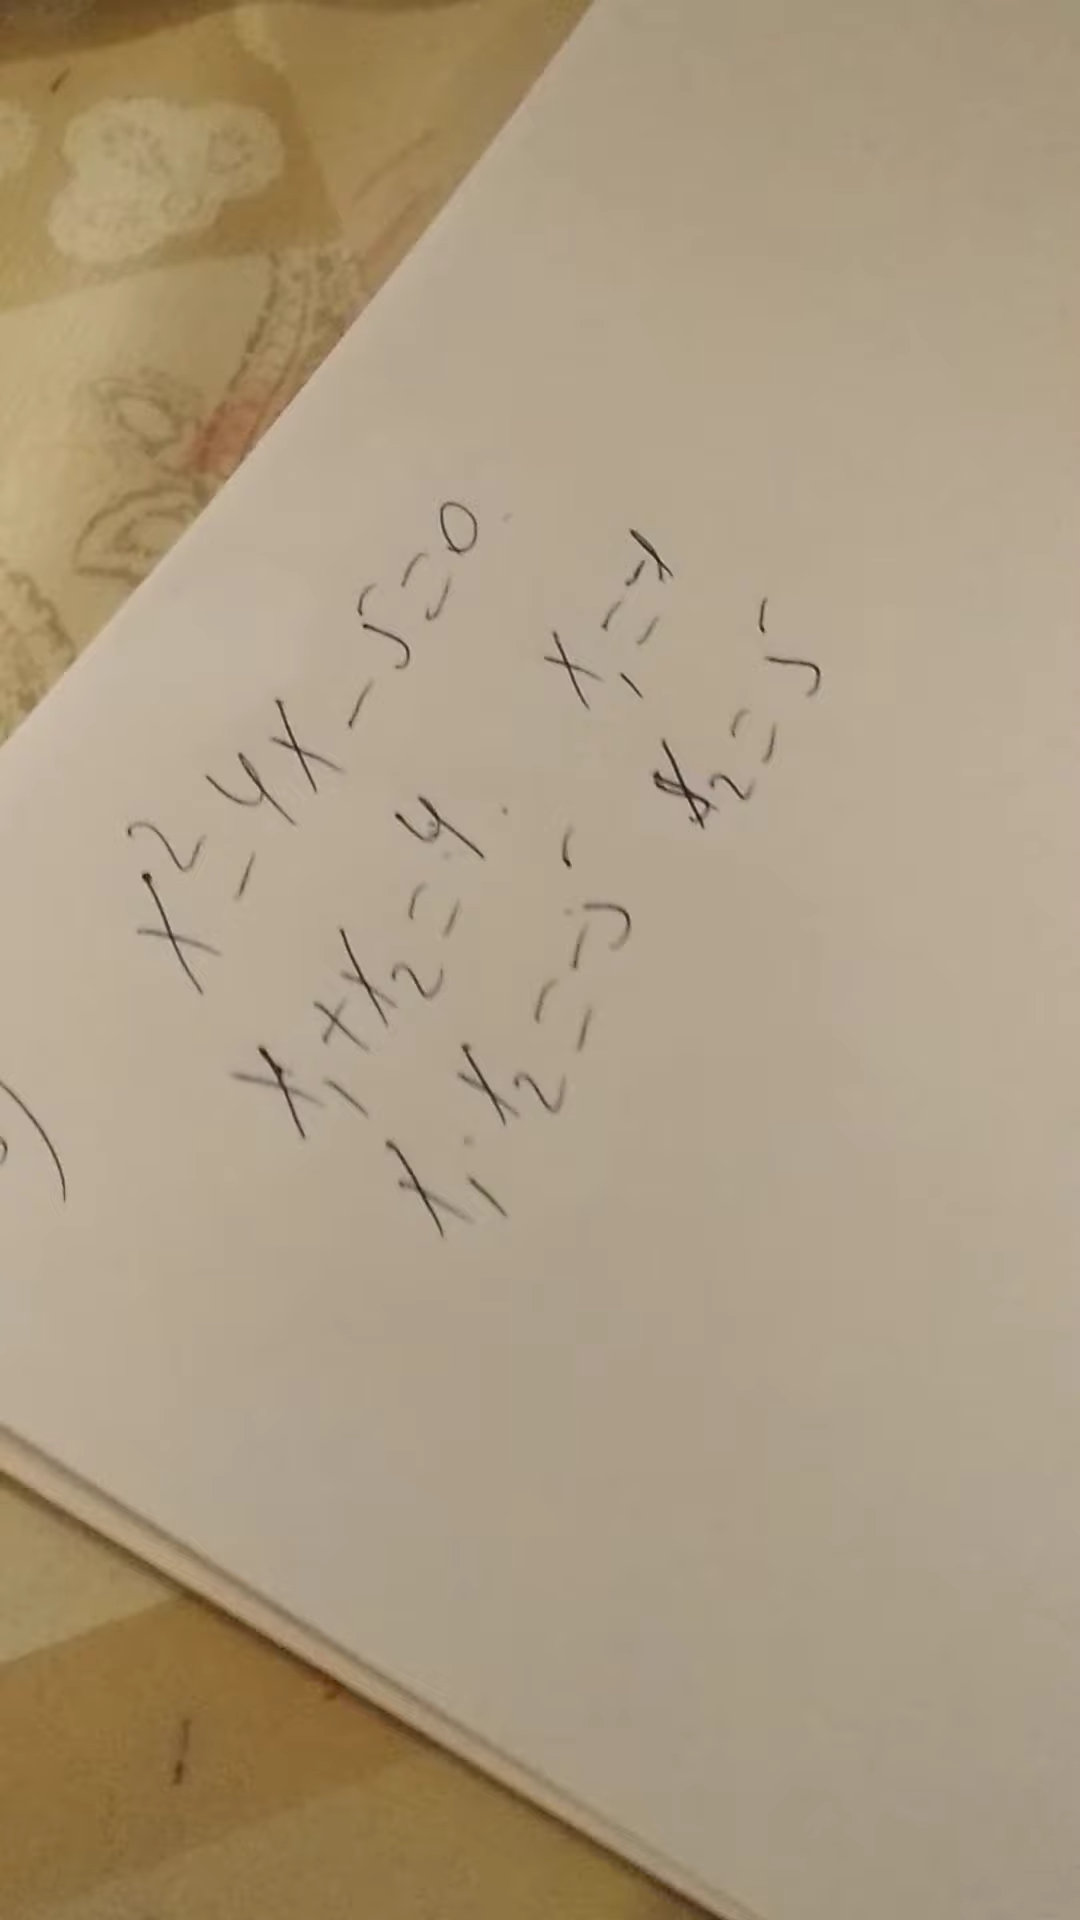 x² - 4x - 5 = 0
x₁ + x₂ = 4
x₁ · x₂ = -5
x₁ = -1
x₂ = 5
)